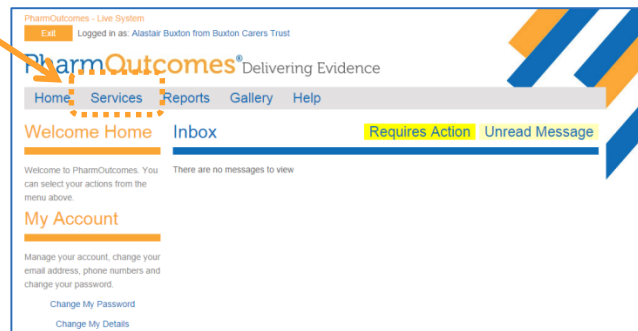 PharmOutcomes - Live System
Exit Logged in as: Alastair Buxton from Buxton Carers Trust
PharmOutcomes® Delivering Evidence
Home Services Reports Gallery Help
Welcome Home
Welcome to PharmOutcomes. You
can select your actions from the
menu above.
My Account
Manage your account, change your
email address, phone numbers and
change your password.
Change My Password
Change My Details
Inbox
Requires Action Unread Message
There are no messages to view